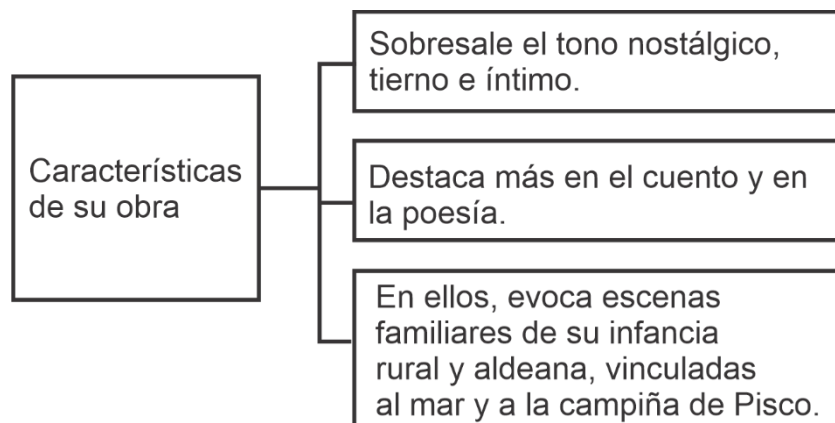 Características
de su obra
Sobresale el tono nostálgico,
tierno e íntimo.
Destaca más en el cuento y en
la poesía.
En ellos, evoca escenas
familiares de su infancia
rural y aldeana, vinculadas
al mar y a la campiña de Pisco.